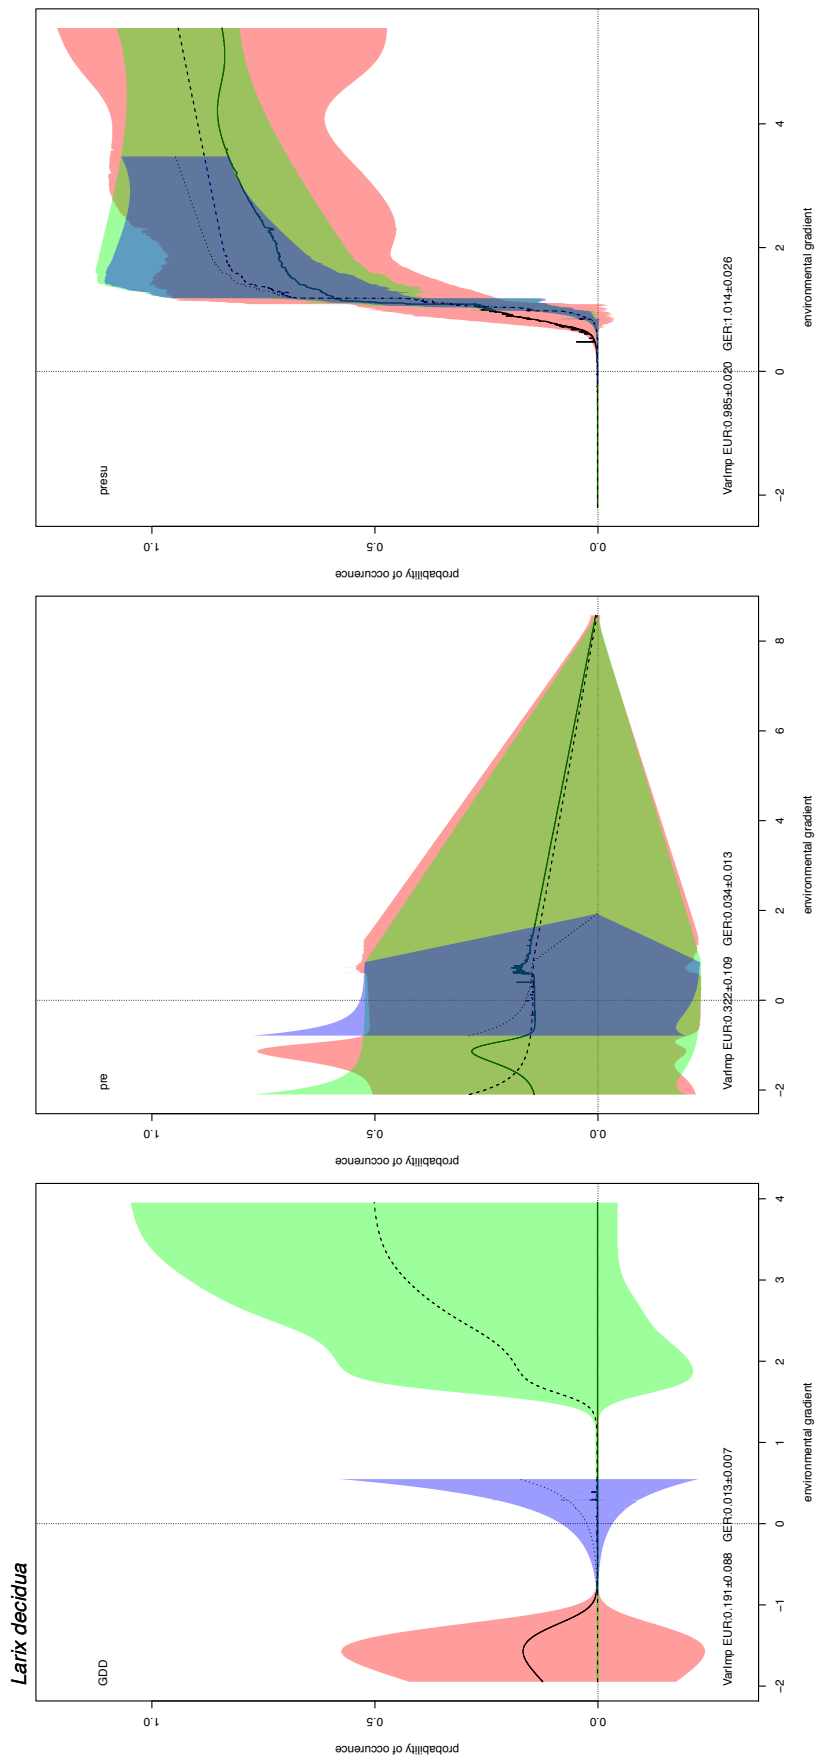 Larix decidua
GDD
probability of occurence
0.0
0.5
1.0
−2
−1
0
1
2
3
4
environmental gradient
VarImp EUR:0.191±0.088 GER:0.013±0.007
pre
probability of occurence
0.0
0.5
1.0
−2
0
2
4
6
8
environmental gradient
VarImp EUR:0.322±0.109 GER:0.034±0.013
presu
probability of occurence
0.0
0.5
1.0
−2
0
2
4
environmental gradient
VarImp EUR:0.985±0.020 GER:1.014±0.026